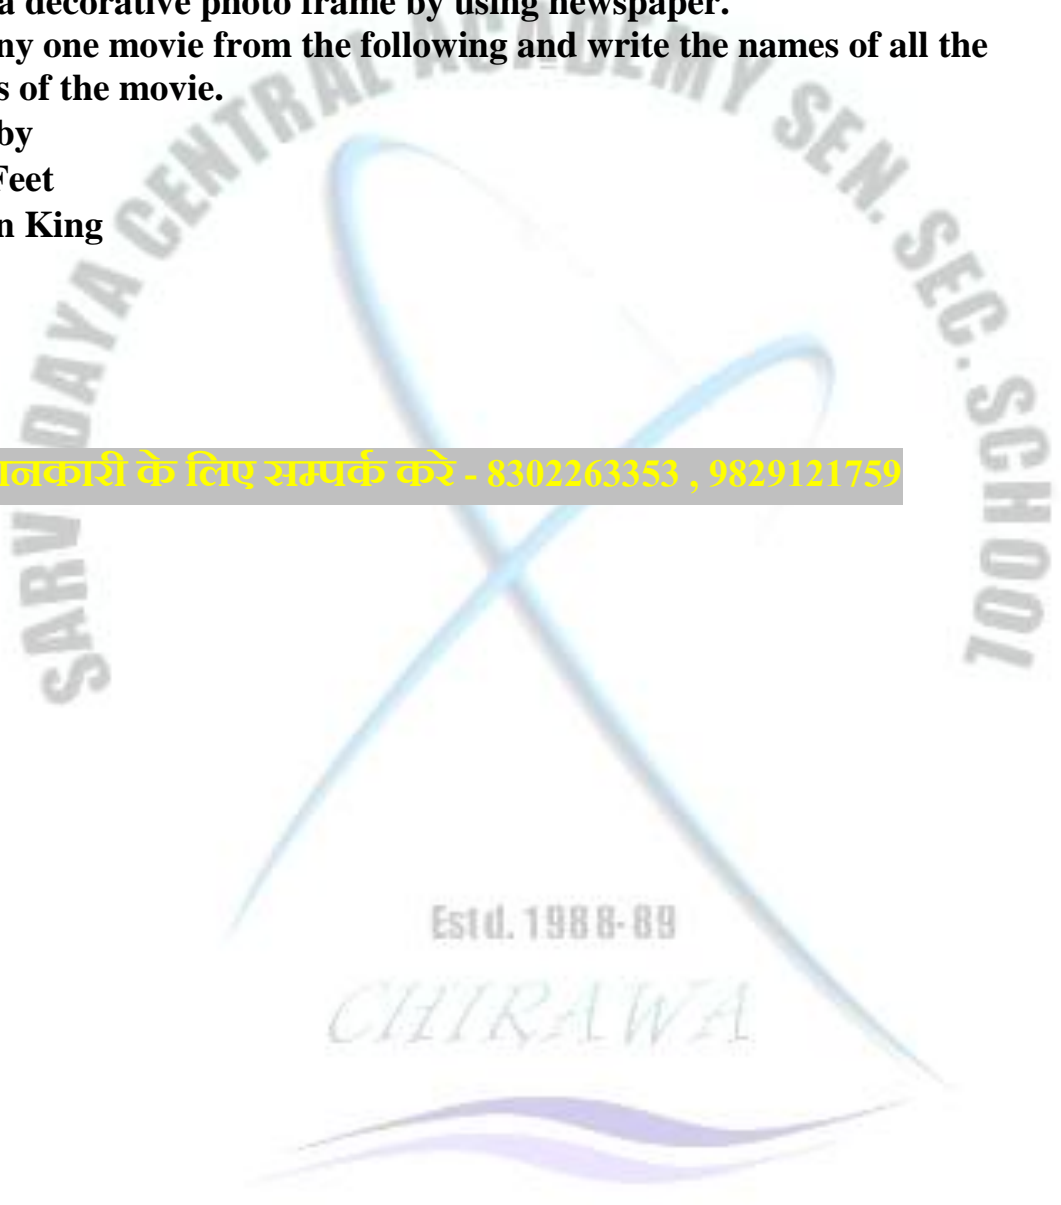 a decorative photo frame by using newspaper.
ny one movie from the following and write the names of all the
s of the movie.
by
Feet
n King
SARV DAYA CENTRAL ACADEMY SEN. SEC. SCHOOL
ानकारी के लिए सम्पर्क करे - 8302263353 , 9829121759
Estd. 1988-89
CHIRAWA